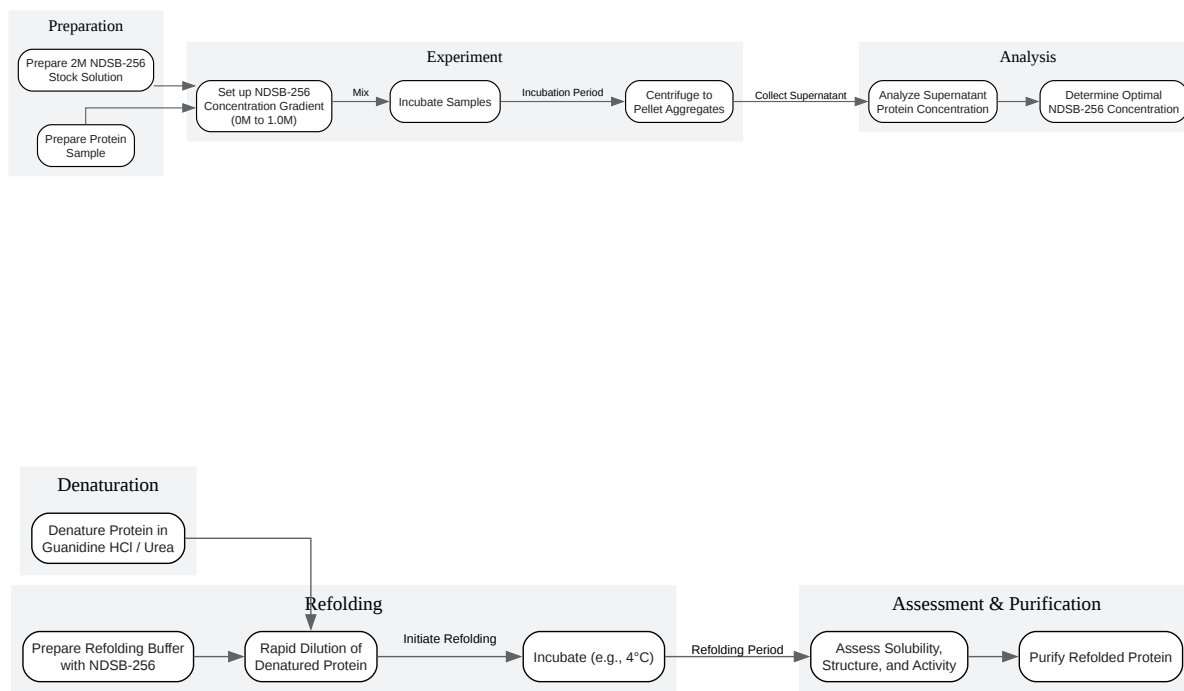 Preparation
Prepare 2M NDSB-256
Stock Solution
Prepare Protein
Sample
Experiment
Set up NDSB-256
Concentration Gradient
(0M to 1.0M)
Mix
Incubate Samples
Incubation Period
Centrifuge to
Pellet Aggregates
Collect Supernatant
Analysis
Analyze Supernatant
Protein Concentration
Determine Optimal
NDSB-256 Concentration
Denaturation
Denature Protein in
Guanidine HCl / Urea
Refolding
Prepare Refolding Buffer
with NDSB-256
Rapid Dilution of
Denatured Protein
Initiate Refolding
Incubate (e.g., 4°C)
Refolding Period
Assessment & Purification
Assess Solubility,
Structure, and Activity
Purify Refolded Protein